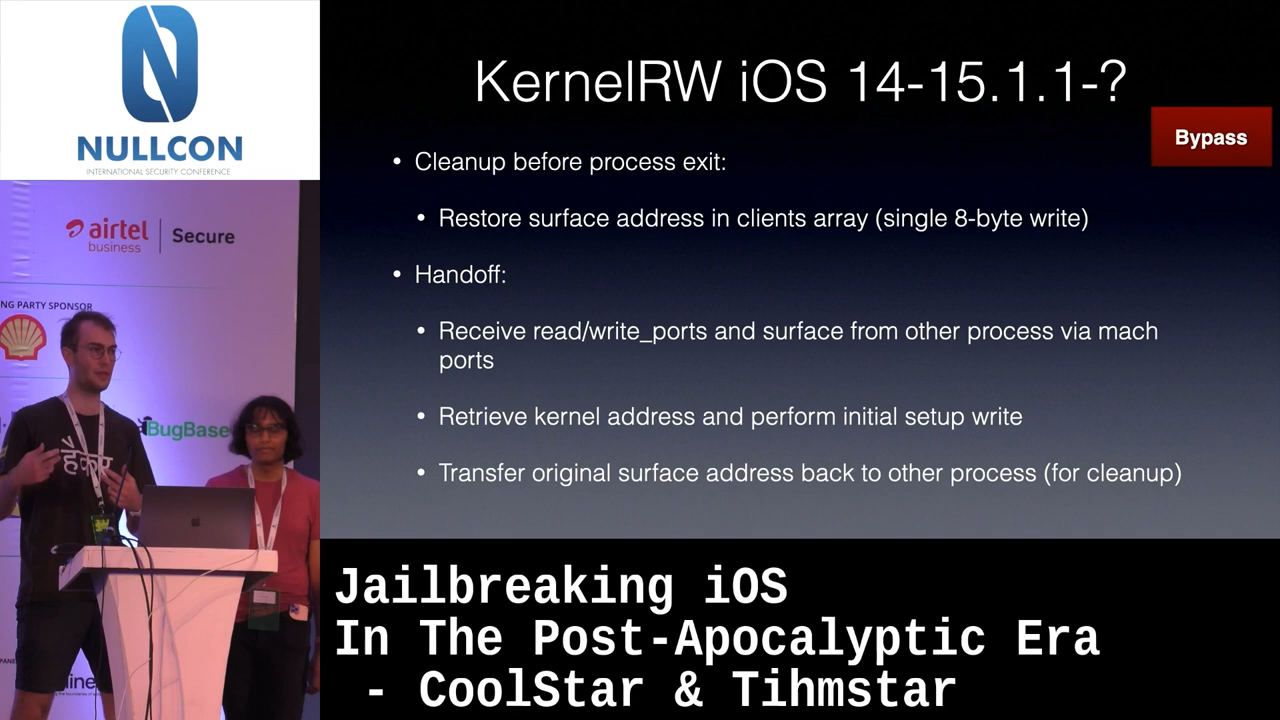 NULLCON
INTERNATIONAL SECURITY CONFERENCE
airtel
business
Secure
NG PARTY SPONSOR
BugBase
हैकर
KernelRW iOS 14-15.1.1-?
Bypass
• Cleanup before process exit:
• Restore surface address in clients array (single 8-byte write)
• Handoff:
• Receive read/write_ports and surface from other process via mach
ports
• Retrieve kernel address and perform initial setup write
• Transfer original surface address back to other process (for cleanup)
Jailbreaking iOS
In The Post-Apocalyptic Era
- CoolStar & Tihmstar